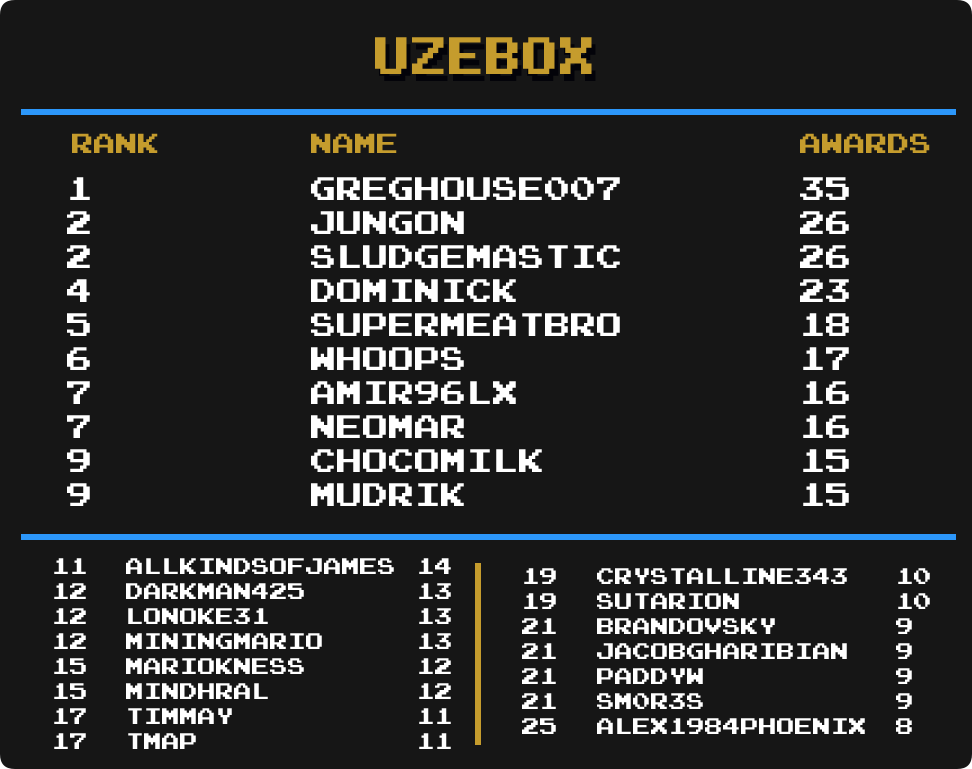 UZEBOX
RANK NAME AWARDS
1 GREGHOUSE007 35
2 JUNGON 26
2 SLUDGEMASTIC 26
4 DOMINICK 23
5 SUPERMEATBRO 18
6 WHOOPS 17
7 AMIR96LX 16
7 NEOMAR 16
9 CHOCOMILK 15
9 MUDRIK 15
11 ALLKINDSOFJAMES 14
12 DARKMAN425 13
12 LONOKE31 13
12 MININGMARIO 13
15 MARIOKNESS 12
15 MINDHRAL 12
17 TIMMAY 11
17 TMAP 11
19 CRYSTALLINE343 10
19 SUTARION 10
21 BRANDOVSKY 9
21 JACOBGHARIBIAN 9
21 PADDYW 9
21 SMOR3S 9
25 ALEX1984PHOENIX 8